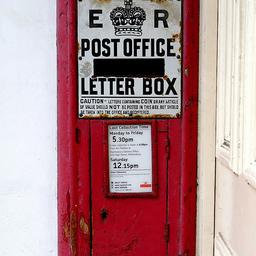 E R
POST OFFICE
LETTER BOX
CAUTION - LETTERS CONTAINING COIN OR ANY ARTICLE
OF VALUE SHOULD NOT BE POSTED IN THIS BOX, BUT SHOULD
BE TAKEN INTO THE OFFICE AND REGISTERED.
Last Collection Time
Monday to Friday
5.30pm
Saturday
12.15pm